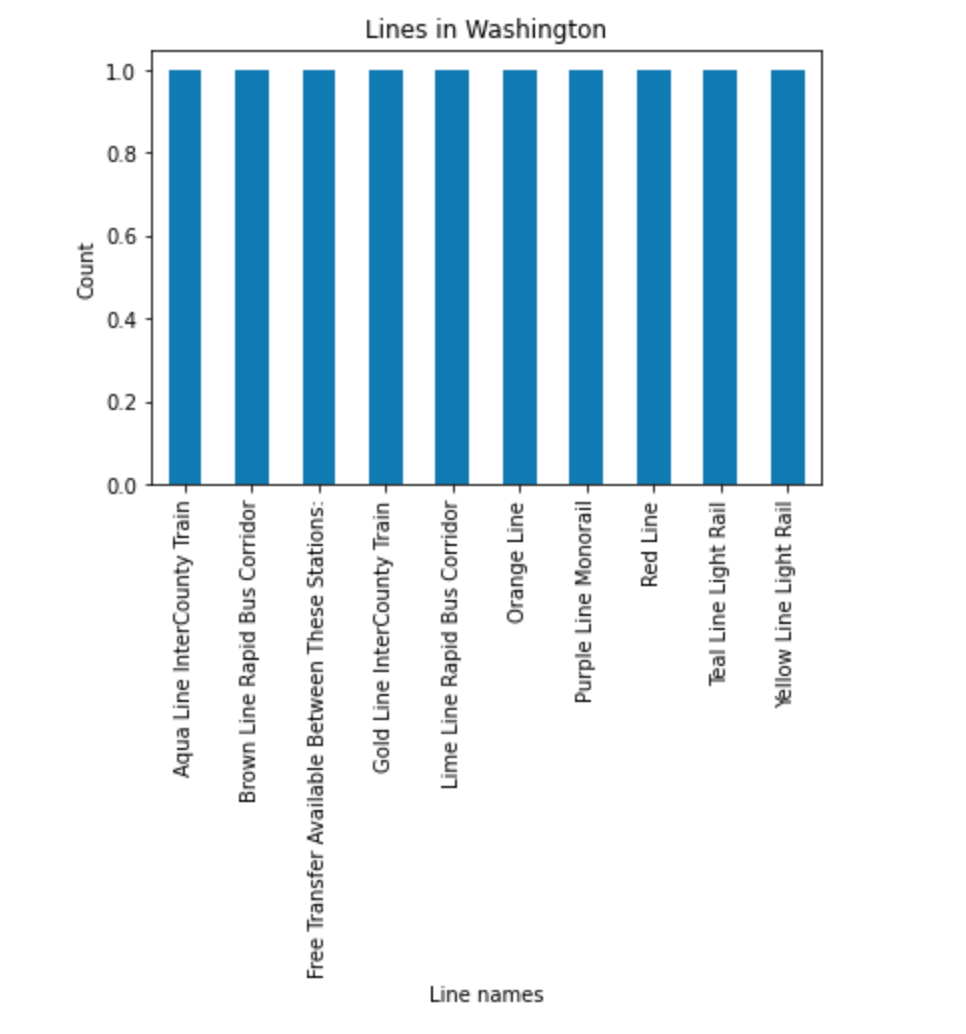 Lines in Washington
1.0
0.8
0.6
0.4
0.2
0.0
Count
Aqua Line InterCounty Train
Brown Line Rapid Bus Corridor
Free Transfer Available Between These Stations:
Gold Line InterCounty Train
Lime Line Rapid Bus Corridor
Orange Line
Purple Line Monorail
Red Line
Teal Line Light Rail
Yellow Line Light Rail
Line names